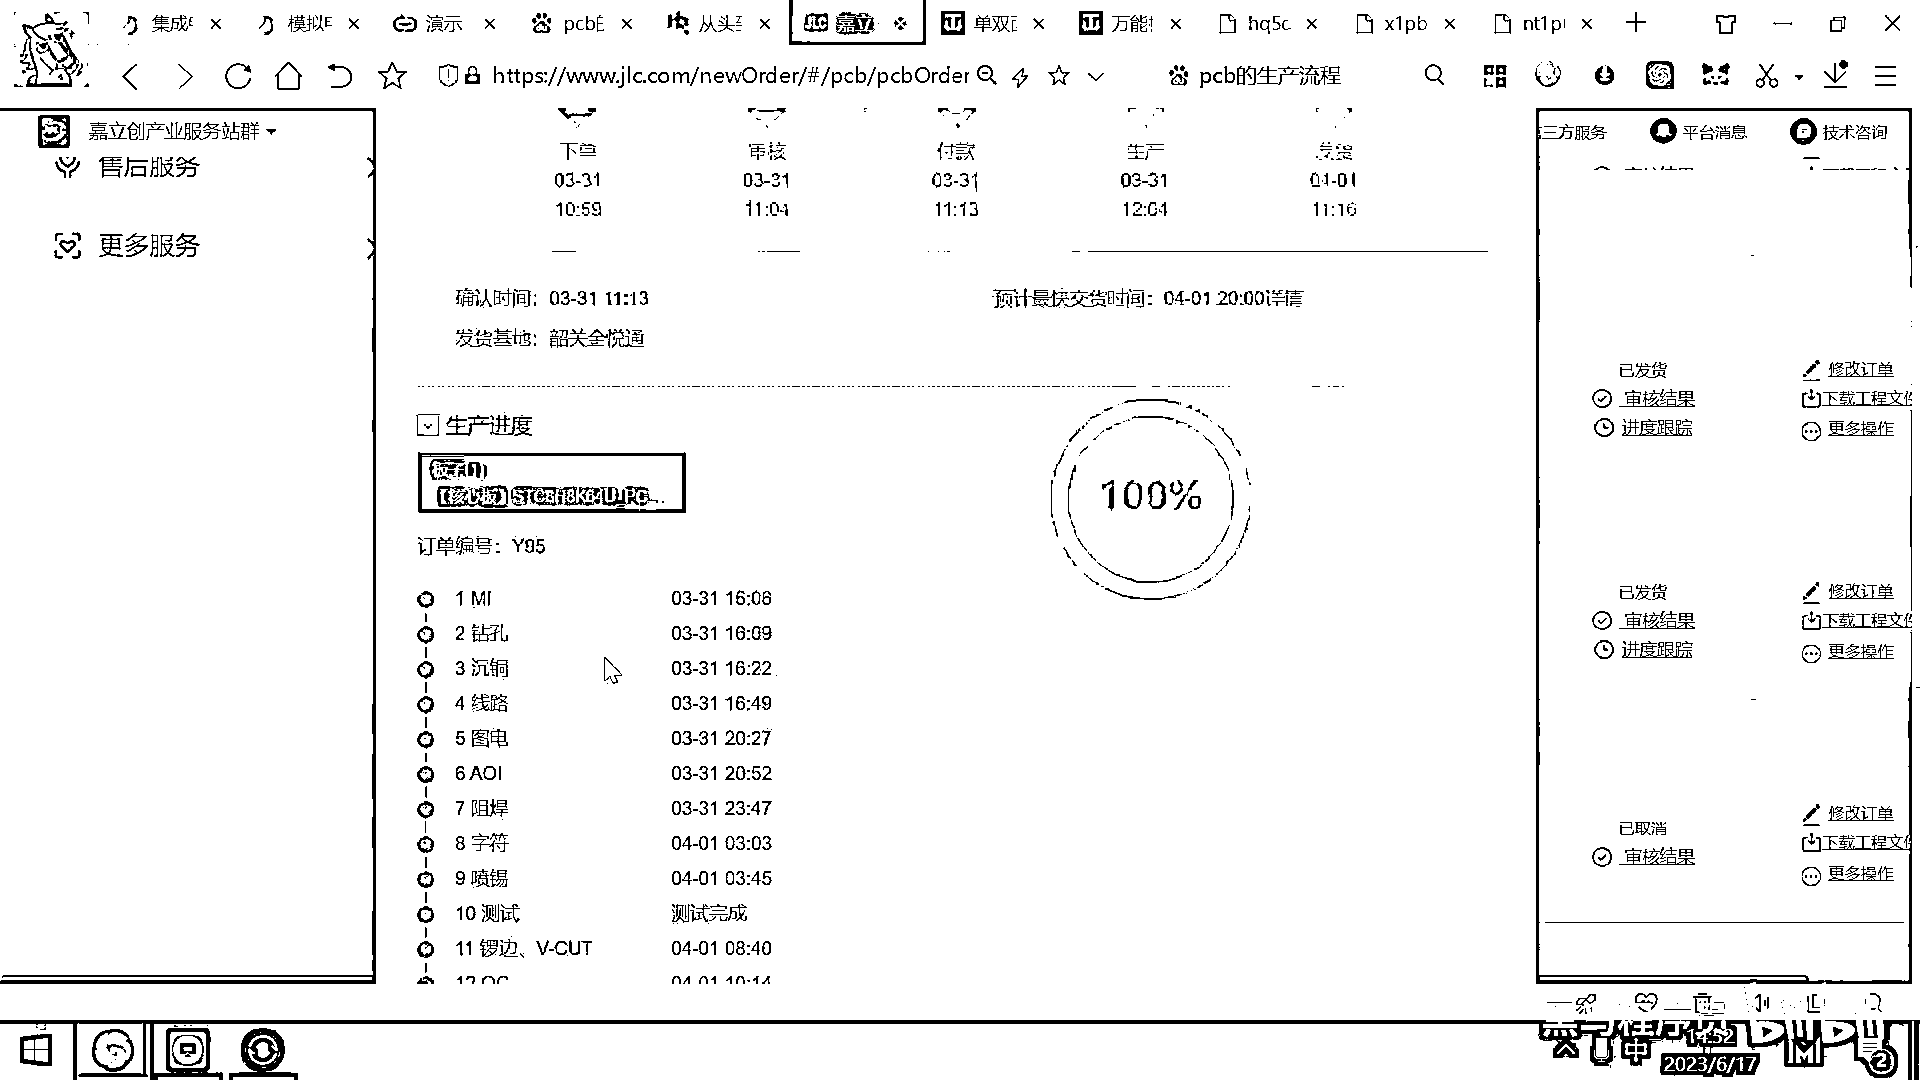 集成 模拟 演示 pcb 从头 嘉立 单双 万能 hq5c x1pb nt1p
https://www.jlc.com/newOrder/#/pcb/pcbOrder pcb的生产流程
嘉立创产业服务站群
三方服务 平台消息 技术咨询
售后服务
更多服务
下单 审核 付款 生产 发货
03-31 03-31 03-31 03-31 04-01
10:59 11:04 11:13 12:04 11:16
确认时间：03-31 11:13 预计最快交货时间：04-01 20:00详情
发货基地：韶关金悦通
生产进度
板子(1)
100%
订单编号：Y95
1 MI 03-31 16:06
2 钻孔 03-31 16:09
3 沉铜 03-31 16:22
4 线路 03-31 16:49
5 图电 03-31 20:27
6 AOI 03-31 20:52
7 阻焊 03-31 23:47
8 字符 04-01 03:03
9 喷锡 04-01 03:45
10 测试 测试完成
11 锣边、V-CUT 04-01 08:40
12 QC 04-01 10:14
已发货 修改订单
审核结果 下载工程文件
进度跟踪 更多操作
已发货 修改订单
审核结果 下载工程文件
进度跟踪 更多操作
已取消 修改订单
审核结果 下载工程文件
更多操作
中
14:52
2023/6/17
2